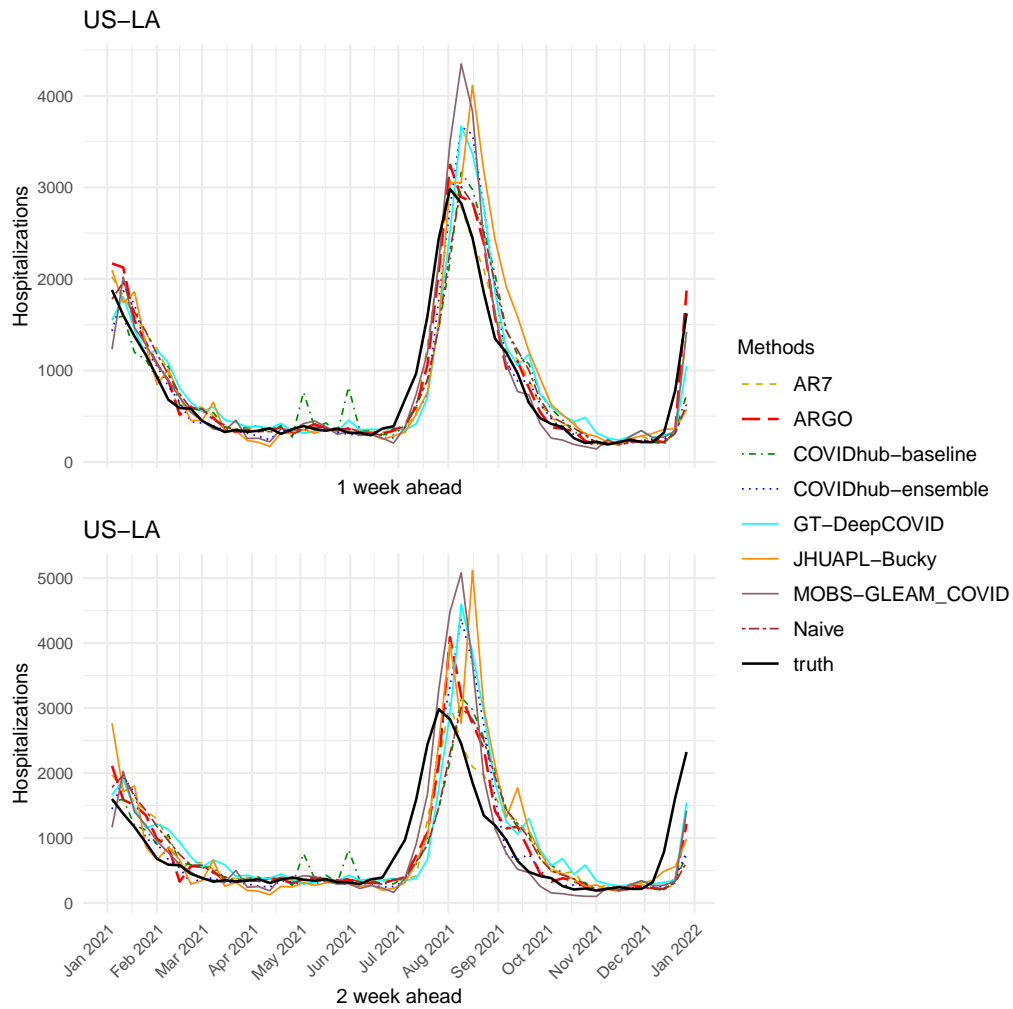 US−LA
Hospitalizations
4000
3000
2000
1000
0
1 week ahead
US−LA
Hospitalizations
5000
4000
3000
2000
1000
0
Jan 2021
Feb 2021
Mar 2021
Apr 2021
May 2021
Jun 2021
Jul 2021
Aug 2021
Sep 2021
Oct 2021
Nov 2021
Dec 2021
Jan 2022
2 week ahead
Methods
AR7
ARGO
COVIDhub−baseline
COVIDhub−ensemble
GT−DeepCOVID
JHUAPL−Bucky
MOBS−GLEAM_COVID
Naive
truth